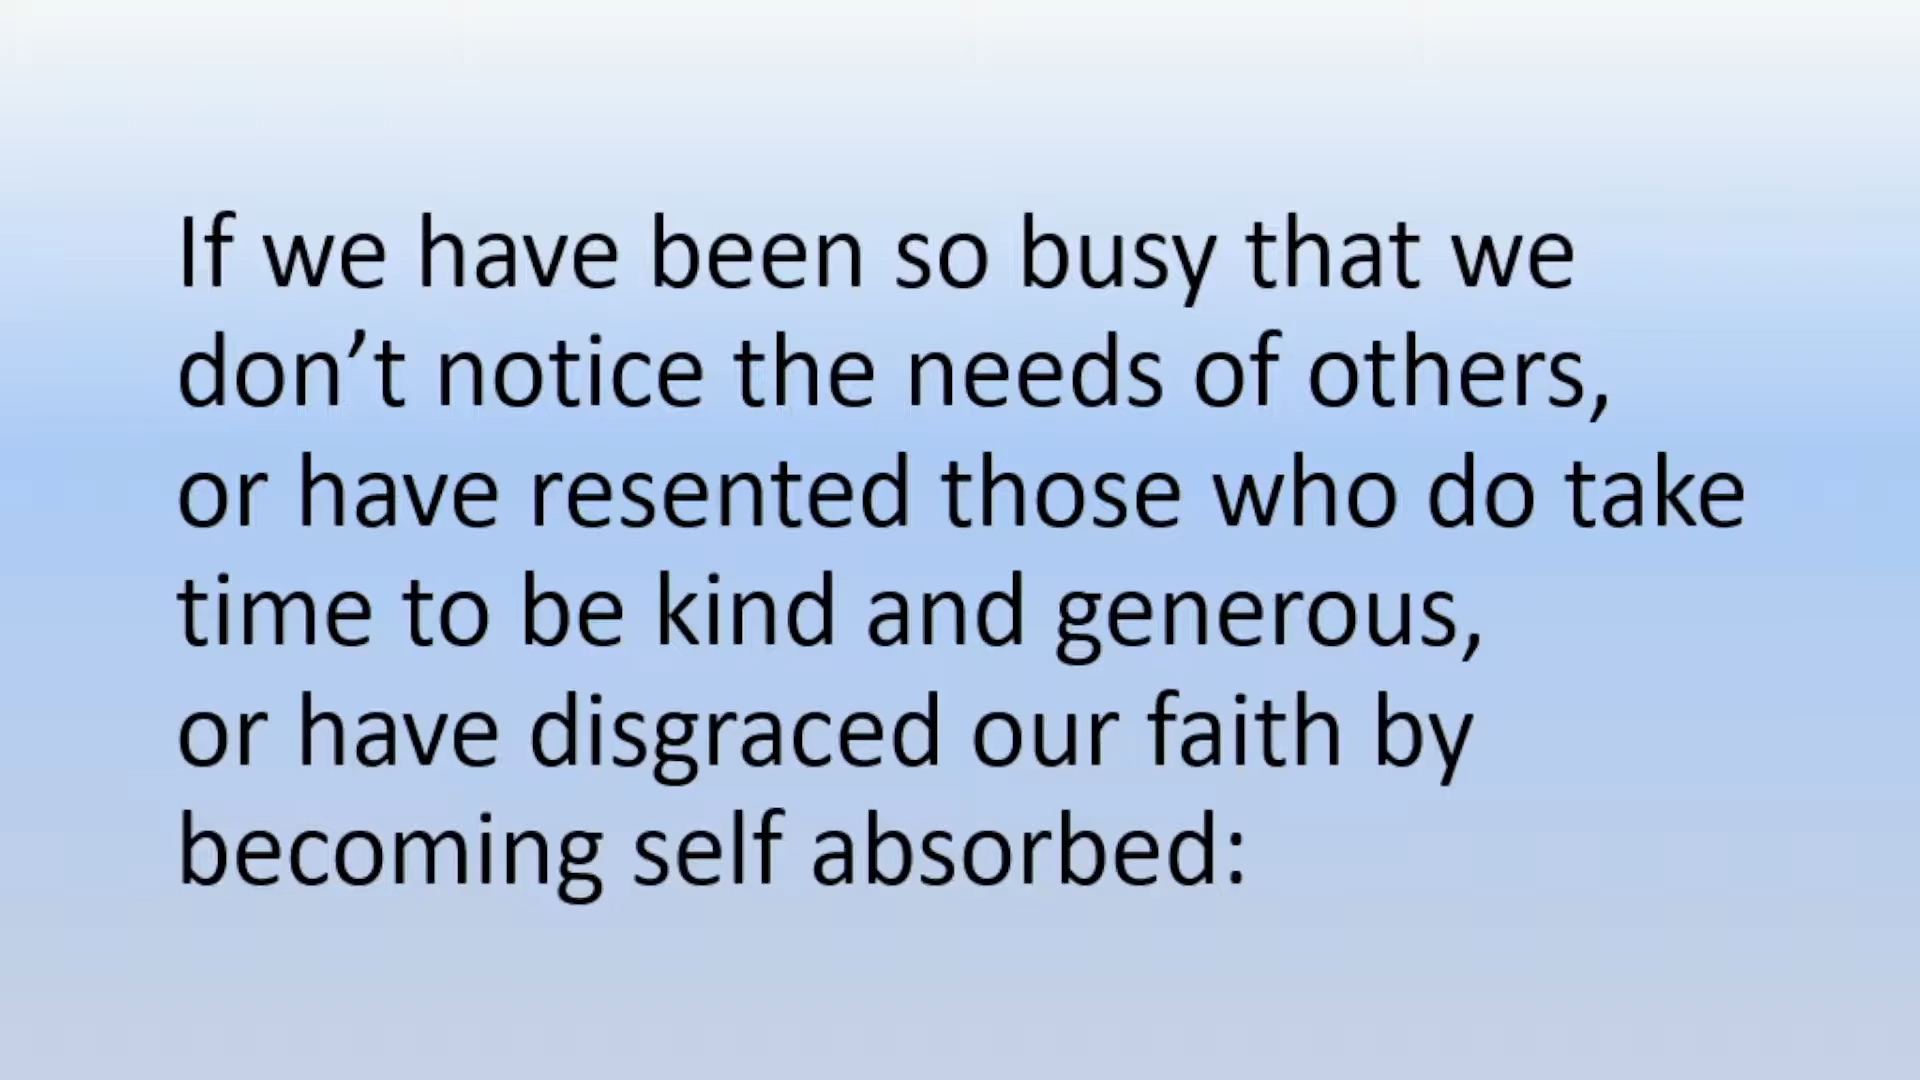 If we have been so busy that we
don’t notice the needs of others,
or have resented those who do take
time to be kind and generous,
or have disgraced our faith by
becoming self absorbed: